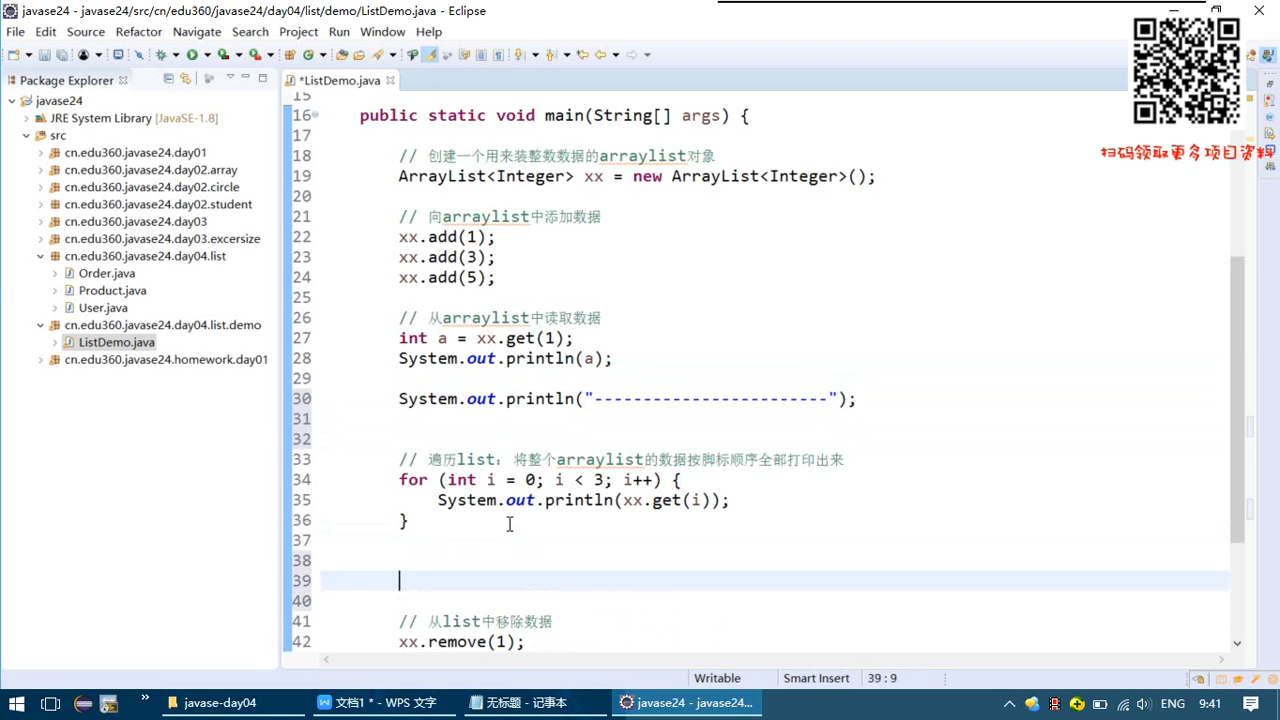 javase24 - javase24/src/cn/edu360/javase24/day04/list/demo/ListDemo.java - Eclipse
File Edit Source Refactor Navigate Search Project Run Window Help
扫码领取更多项目资料
Package Explorer
javase24
JRE System Library [JavaSE-1.8]
src
cn.edu360.javase24.day01
cn.edu360.javase24.day02.array
cn.edu360.javase24.day02.circle
cn.edu360.javase24.day02.student
cn.edu360.javase24.day03
cn.edu360.javase24.day03.excersize
cn.edu360.javase24.day04.list
Order.java
Product.java
User.java
cn.edu360.javase24.day04.list.demo
ListDemo.java
cn.edu360.javase24.homework.day01
*ListDemo.java
15
16 public static void main(String[] args) {
17
18 // 创建一个用来装整数数据的arraylist对象
19 ArrayList<Integer> xx = new ArrayList<Integer>();
20
21 // 向arraylist中添加数据
22 xx.add(1);
23 xx.add(3);
24 xx.add(5);
25
26 // 从arraylist中读取数据
27 int a = xx.get(1);
28 System.out.println(a);
29
30 System.out.println("------------------------");
31
32
33 // 遍历list：将整个arraylist的数据按脚标顺序全部打印出来
34 for (int i = 0; i < 3; i++) {
35 System.out.println(xx.get(i));
36 }
37
38
39
40
41 // 从list中移除数据
42 xx.remove(1);
Writable Smart Insert 39 : 9
javase-day04 文档1 * - WPS 文字 无标题 - 记事本 javase24 - javase24... ENG 9:41